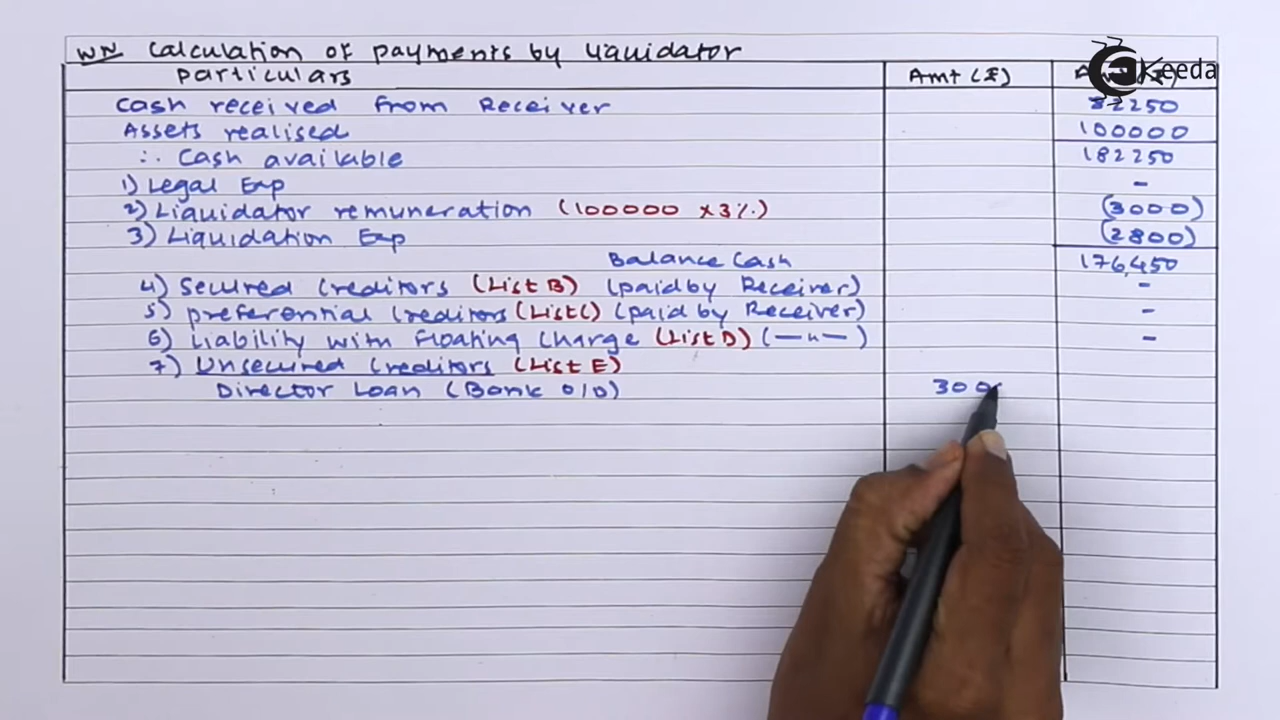 WN Calculation of payments by Liquidator
Particulars Amt (₹)
Cash received from Receiver 82250
Assets realised 100000
∴ Cash available 182250
1) Legal Exp -
2) Liquidator remuneration (100000 x 3%) (3000)
3) Liquidation Exp (2800)
Balance Cash 176,450
4) Secured Creditors (List B) (paid by Receiver) -
5) preferential Creditors (List C) (paid by Receiver) -
6) Liability with Floating Charge (List D) (—"—) -
7) Unsecured Creditors (List E)
Director Loan (Bank O/D) 300
Keeda